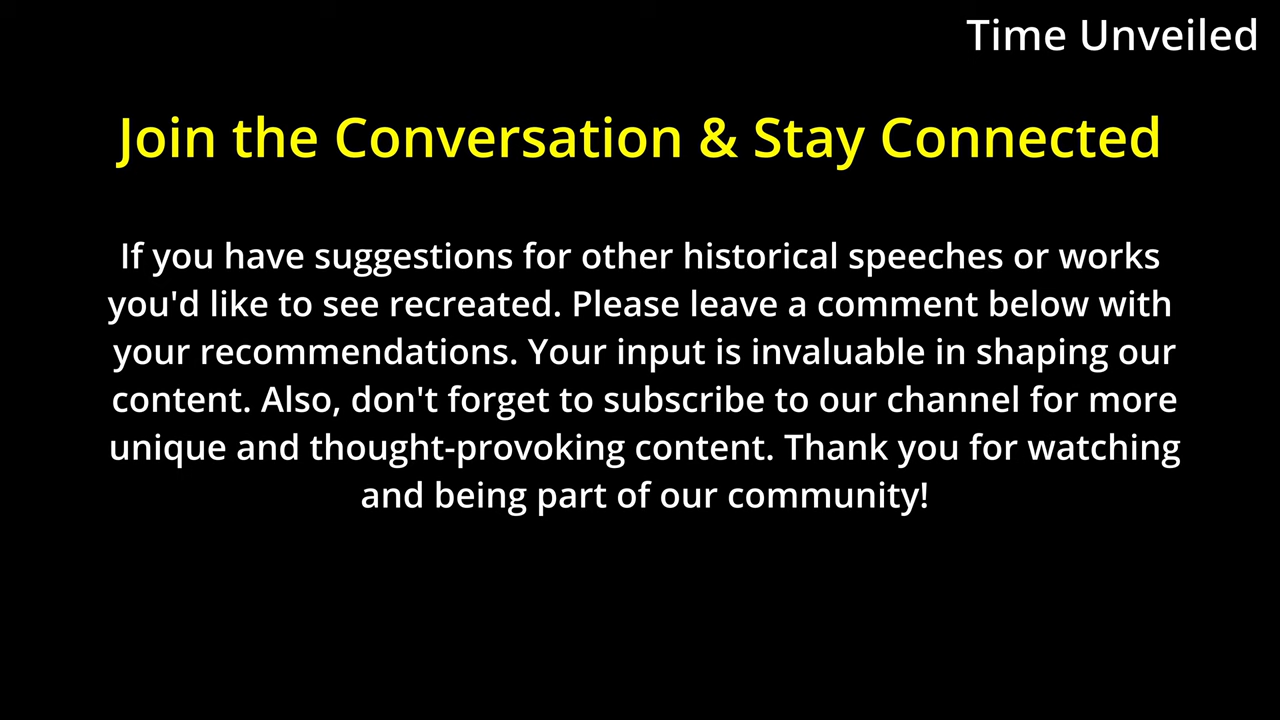 Time Unveiled
Join the Conversation & Stay Connected
If you have suggestions for other historical speeches or works
you'd like to see recreated. Please leave a comment below with
your recommendations. Your input is invaluable in shaping our
content. Also, don't forget to subscribe to our channel for more
unique and thought-provoking content. Thank you for watching
and being part of our community!